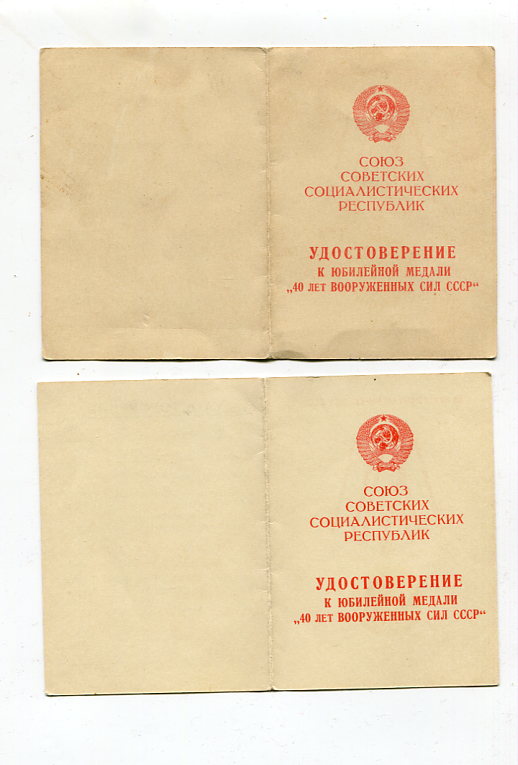 СОЮЗ
СОВЕТСКИХ
СОЦИАЛИСТИЧЕСКИХ
РЕСПУБЛИК
УДОСТОВЕРЕНИЕ
К ЮБИЛЕЙНОЙ МЕДАЛИ
„40 ЛЕТ ВООРУЖЕННЫХ СИЛ СССР“
СОЮЗ
СОВЕТСКИХ
СОЦИАЛИСТИЧЕСКИХ
РЕСПУБЛИК
УДОСТОВЕРЕНИЕ
К ЮБИЛЕЙНОЙ МЕДАЛИ
„40 ЛЕТ ВООРУЖЕННЫХ СИЛ СССР“